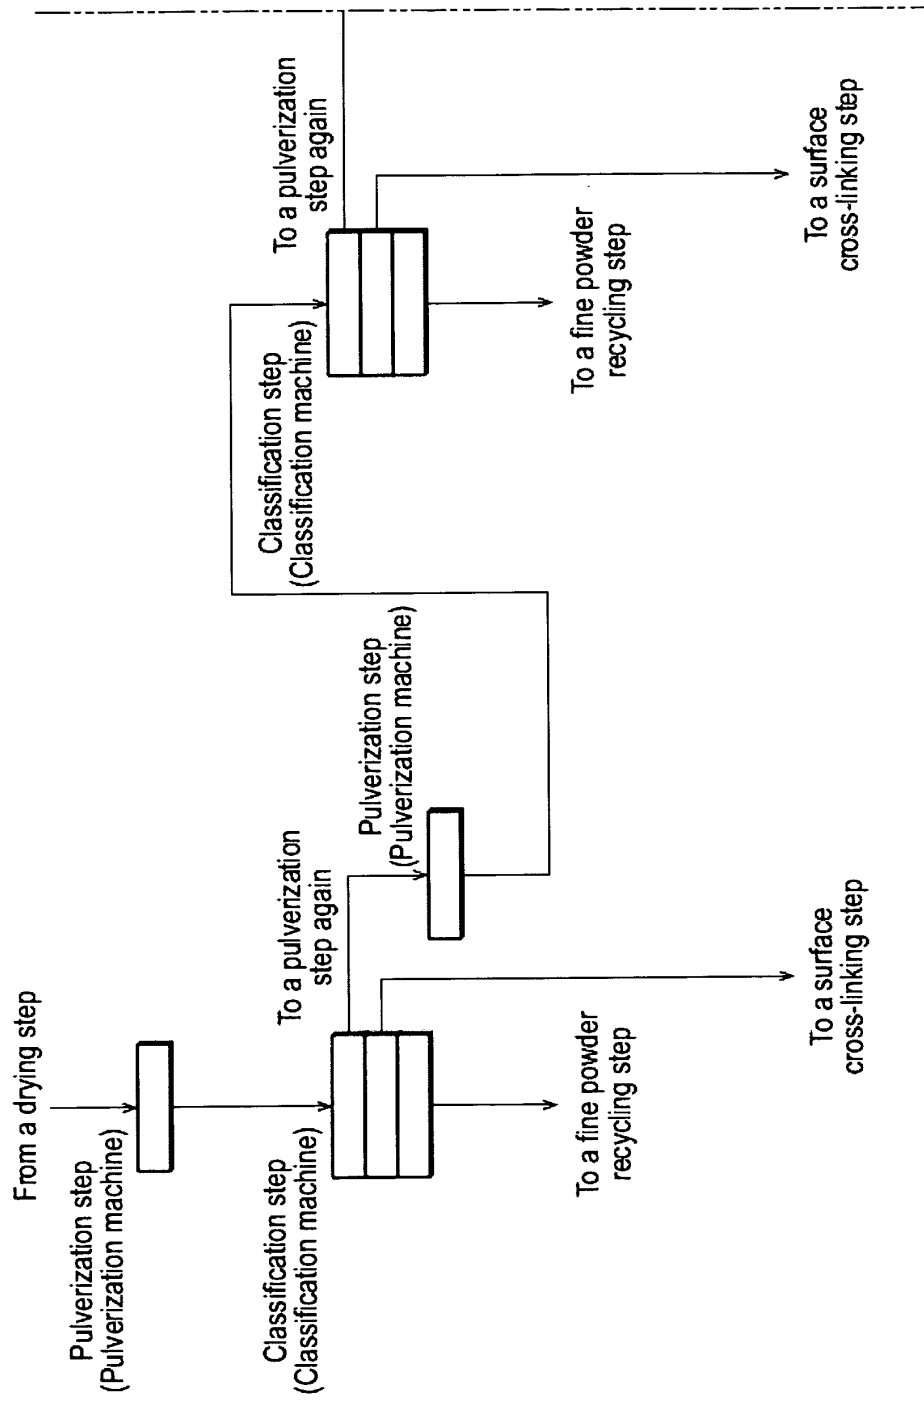 From a drying step
Pulverization step
(Pulverization machine)
Classification step
(Classification machine)
To a pulverization
step again
To a fine powder
recycling step
To a surface
cross-linking step
Pulverization step
(Pulverization machine)
Classification step
(Classification machine)
To a pulverization
step again
To a fine powder
recycling step
To a surface
cross-linking step